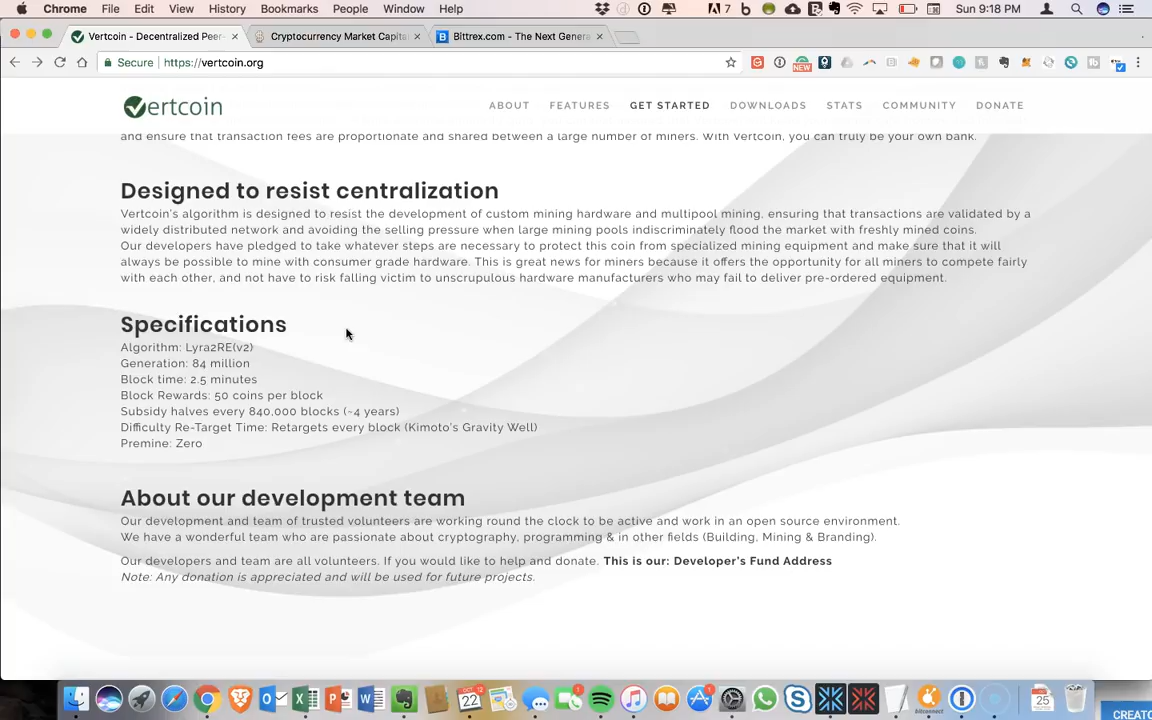 Chrome File Edit View History Bookmarks People Window Help 7 Sun 9:18 PM
Vertcoin - Decentralized Peer- Cryptocurrency Market Capita Bittrex.com - The Next Genera
Secure https://vertcoin.org NEW
Vertcoin ABOUT FEATURES GET STARTED DOWNLOADS STATS COMMUNITY DONATE
and ensure that transaction fees are proportionate and shared between a large number of miners. With Vertcoin, you can truly be your own bank.
Designed to resist centralization
Vertcoin's algorithm is designed to resist the development of custom mining hardware and multipool mining, ensuring that transactions are validated by a
widely distributed network and avoiding the selling pressure when large mining pools indiscriminately flood the market with freshly mined coins.
Our developers have pledged to take whatever steps are necessary to protect this coin from specialized mining equipment and make sure that it will
always be possible to mine with consumer grade hardware. This is great news for miners because it offers the opportunity for all miners to compete fairly
with each other, and not have to risk falling victim to unscrupulous hardware manufacturers who may fail to deliver pre-ordered equipment.
Specifications
Algorithm: Lyra2RE(v2)
Generation: 84 million
Block time: 2.5 minutes
Block Rewards: 50 coins per block
Subsidy halves every 840,000 blocks (~4 years)
Difficulty Re-Target Time: Retargets every block (Kimoto's Gravity Well)
Premine: Zero
About our development team
Our development and team of trusted volunteers are working round the clock to be active and work in an open source environment.
We have a wonderful team who are passionate about cryptography, programming & in other fields (Building, Mining & Branding).
Our developers and team are all volunteers. If you would like to help and donate. This is our: Developer's Fund Address
Note: Any donation is appreciated and will be used for future projects.
22 25
CREATO